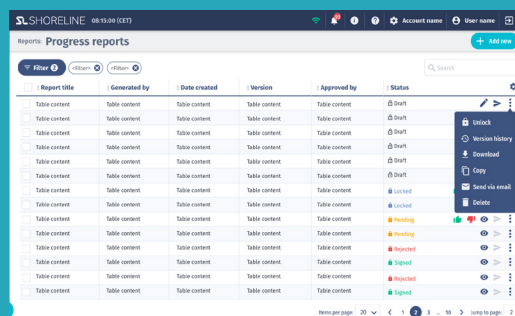 SL SHORELINE 08:15:00 (CET) Account name User name
Reports: Progress reports + Add new
Filter 2 <Filter> <Filter> Search
Report title Generated by Date created Version Approved by Status
Table content Table content Table content Table content Table content Draft
Table content Table content Table content Table content Table content Draft
Table content Table content Table content Table content Table content Draft
Table content Table content Table content Table content Table content Draft
Table content Table content Table content Table content Table content Draft
Table content Table content Table content Table content Table content Draft
Table content Table content Table content Table content Table content Locked
Table content Table content Table content Table content Table content Locked
Table content Table content Table content Table content Table content Pending
Table content Table content Table content Table content Table content Pending
Table content Table content Table content Table content Table content Rejected
Table content Table content Table content Table content Table content Signed
Table content Table content Table content Table content Table content Rejected
Table content Table content Table content Table content Table content Signed
Unlock
Version history
Download
Copy
Send via email
Delete
Items per page: 20 < 1 2 3 ... 10 > Jump to page: 2